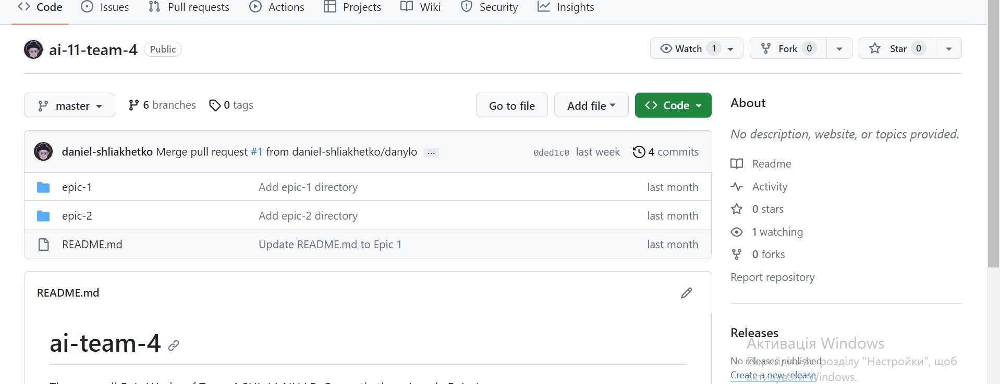 Code Issues Pull requests Actions Projects Wiki Security Insights
ai-11-team-4 Public Watch 1 Fork 0 Star 0
master 6 branches 0 tags Go to file Add file Code
daniel-shliakhetko Merge pull request #1 from daniel-shliakhetko/danylo ... 0ded1c0 last week 4 commits
epic-1 Add epic-1 directory last month
epic-2 Add epic-2 directory last month
README.md Update README.md to Epic 1 last month
README.md
ai-team-4
About
No description, website, or topics provided.
Readme
Activity
0 stars
1 watching
0 forks
Report repository
Releases
No releases published
Create a new release
Активація Windows
Перейдіть до розділу "Настройки", щоб
активувати Windows.